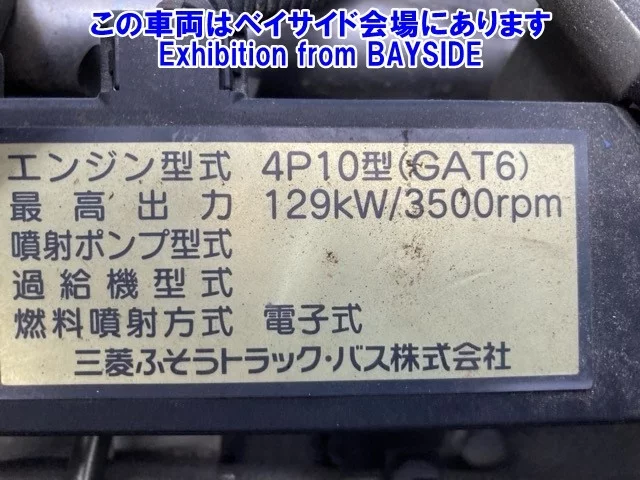 この車両はベイサイド会場にあります
Exhibition from BAYSIDE
エンジン型式 4P10型(GAT6)
最高出力 129kW/3500rpm
噴射ポンプ型式
過給機型式
燃料噴射方式 電子式
三菱ふそうトラック・バス株式会社